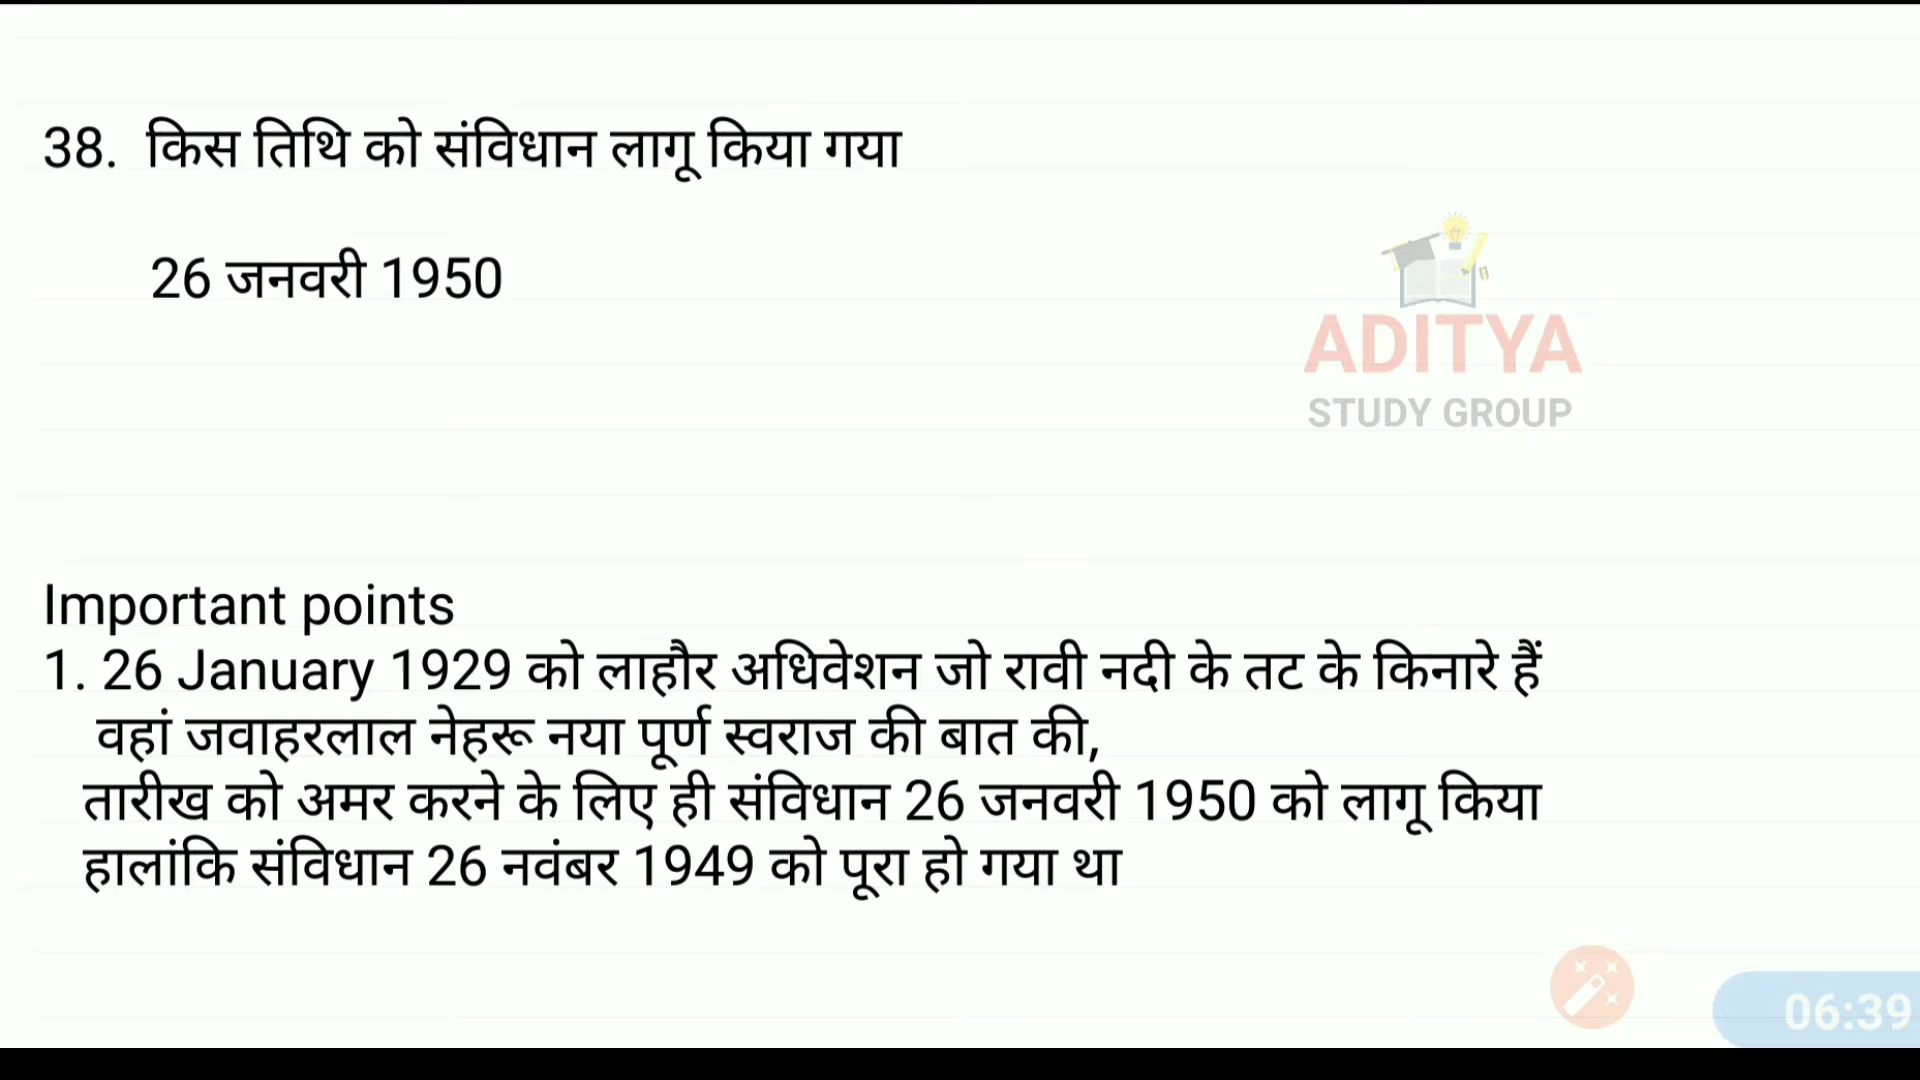 38. किस तिथि को संविधान लागू किया गया
26 जनवरी 1950
ADITYA
STUDY GROUP
Important points
1. 26 January 1929 को लाहौर अधिवेशन जो रावी नदी के तट के किनारे हैं
वहां जवाहरलाल नेहरू नया पूर्ण स्वराज की बात की,
तारीख को अमर करने के लिए ही संविधान 26 जनवरी 1950 को लागू किया
हालांकि संविधान 26 नवंबर 1949 को पूरा हो गया था
06:39